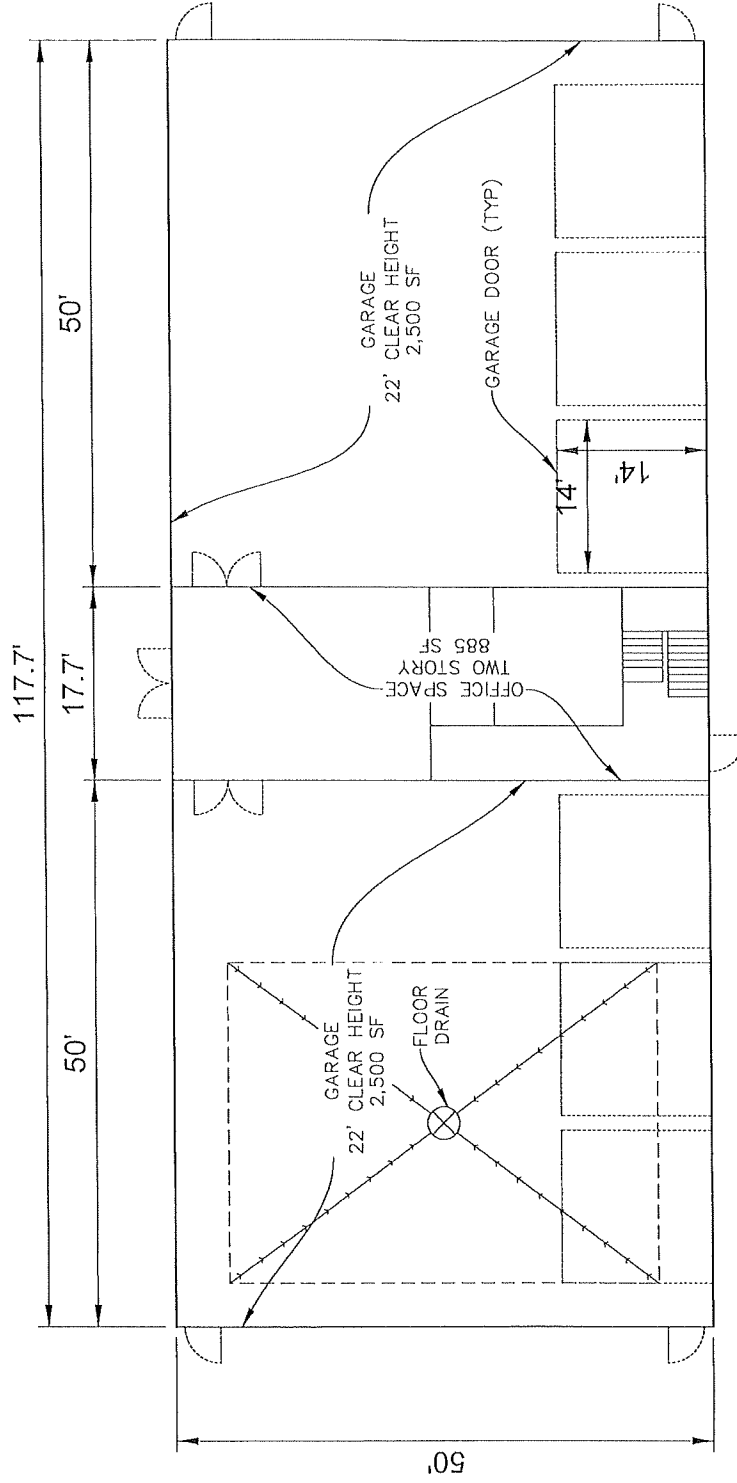 117.7'
50'
17.7'
50'
50'
GARAGE
22' CLEAR HEIGHT
2,500 SF
FLOOR
DRAIN
OFFICE SPACE
TWO STORY
885 SF
GARAGE
22' CLEAR HEIGHT
2,500 SF
GARAGE DOOR (TYP)
14'
14'